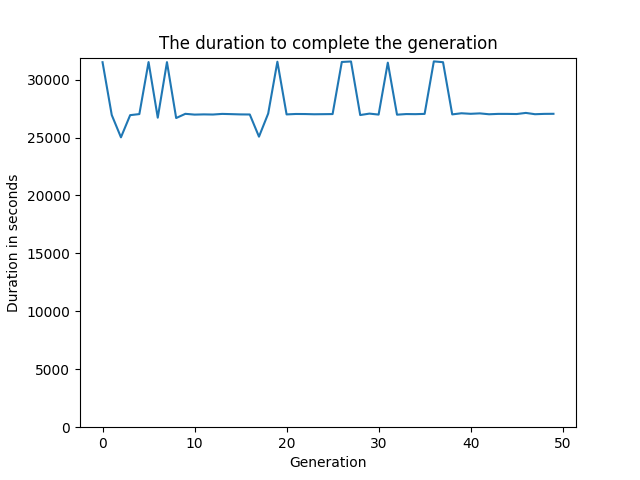 The duration to complete the generation
30000
25000
20000
15000
10000
5000
0
Duration in seconds
0 10 20 30 40 50
Generation